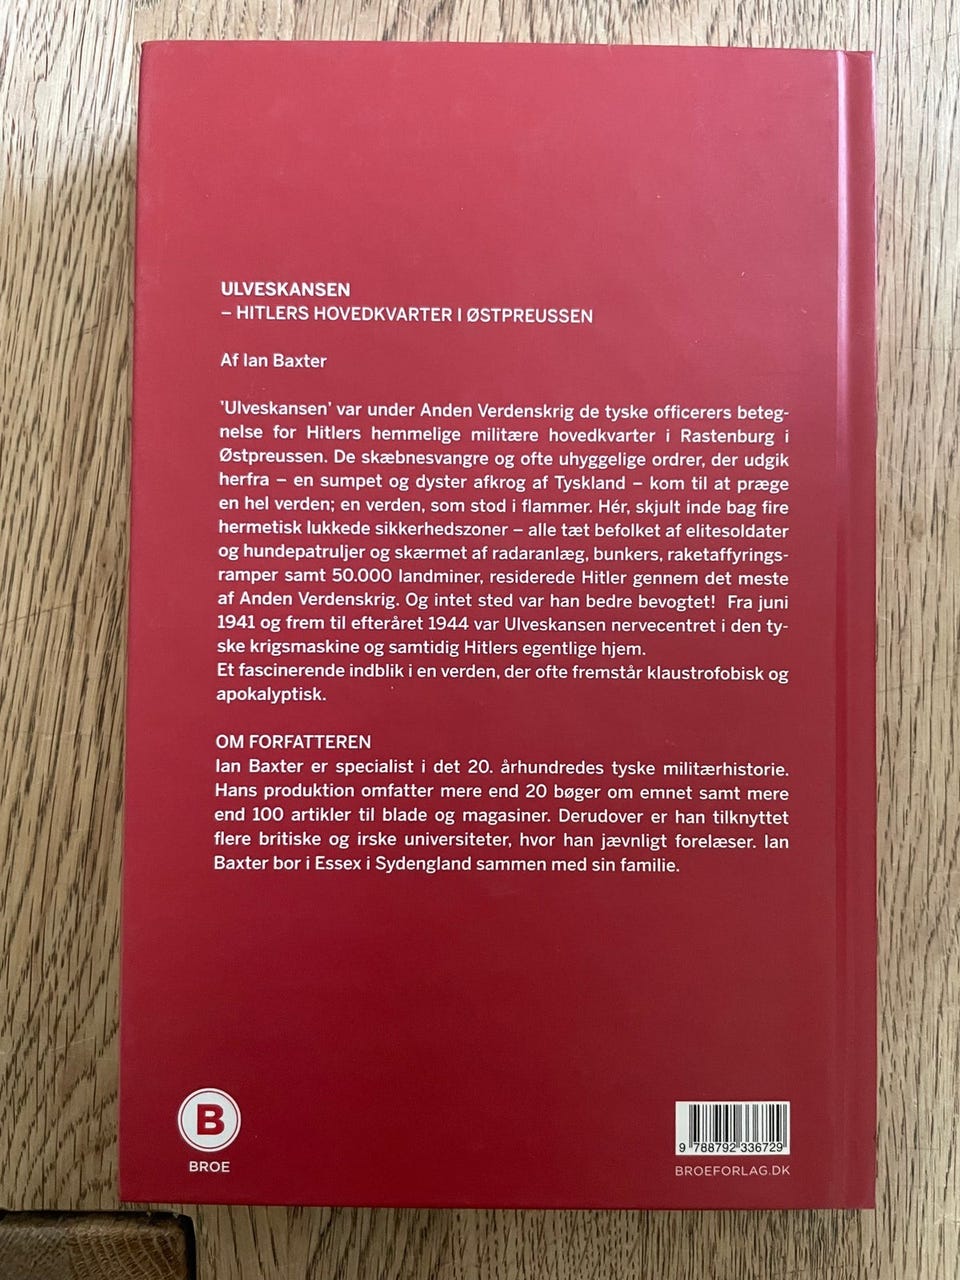 ULVESKANSEN
– HITLERS HOVEDKVARTER I ØSTPREUSSEN
Af Ian Baxter
'Ulveskansen' var under Anden Verdenskrig de tyske officerers beteg-
nelse for Hitlers hemmelige militære hovedkvarter i Rastenburg i
Østpreussen. De skæbnesvangre og ofte uhyggelige ordrer, der udgik
herfra – en sumpet og dyster afkrog af Tyskland – kom til at præge
en hel verden; en verden, som stod i flammer. Hér, skjult inde bag fire
hermetisk lukkede sikkerhedszoner – alle tæt befolket af elitesoldater
og hundepatruljer og skærmet af radaranlæg, bunkers, raketaffyrings-
ramper samt 50.000 landminer, residerede Hitler gennem det meste
af Anden Verdenskrig. Og intet sted var han bedre bevogtet! Fra juni
1941 og frem til efteråret 1944 var Ulveskansen nervecentret i den ty-
ske krigsmaskine og samtidig Hitlers egentlige hjem.
Et fascinerende indblik i en verden, der ofte fremstår klaustrofobisk og
apokalyptisk.
OM FORFATTEREN
Ian Baxter er specialist i det 20. århundredes tyske militærhistorie.
Hans produktion omfatter mere end 20 bøger om emnet samt mere
end 100 artikler til blade og magasiner. Derudover er han tilknyttet
flere britiske og irske universiteter, hvor han jævnligt forelæser. Ian
Baxter bor i Essex i Sydengland sammen med sin familie.
B
BROE
9 788792 336729
BROEFORLAG.DK